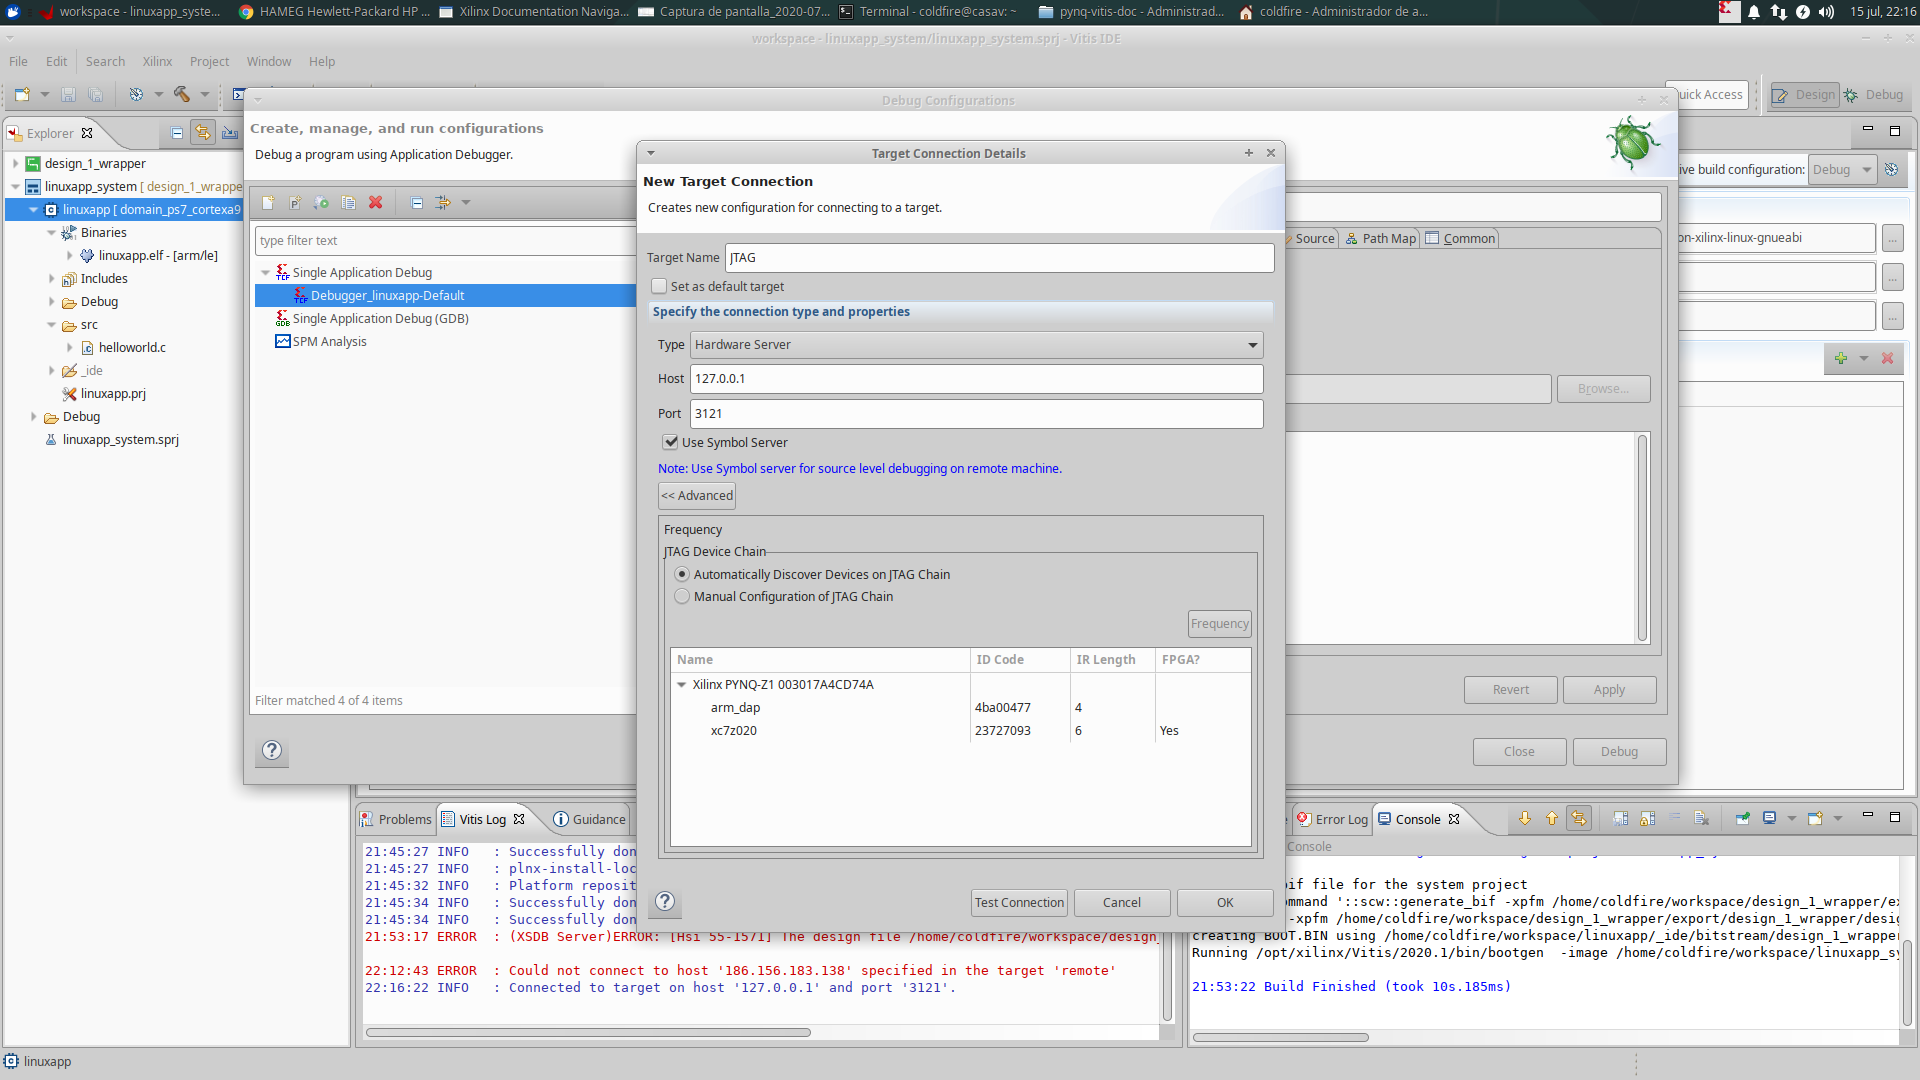 workspace - linuxapp_syste...
HAMEG Hewlett-Packard HP ...
Xilinx Documentation Naviga...
Captura de pantalla_2020-07...
Terminal - coldfire@casav: ~
pynq-vitis-doc - Administrad...
coldfire - Administrador de a...
15 jul, 22:16
workspace - linuxapp_system/linuxapp_system.sprj - Vitis IDE
File Edit Search Xilinx Project Window Help
uick Access
Design
Debug
Explorer
design_1_wrapper
linuxapp_system [ design_1_wrappe
linuxapp [ domain_ps7_cortexa9
Binaries
linuxapp.elf - [arm/le]
Includes
Debug
src
helloworld.c
_ide
linuxapp.prj
Debug
linuxapp_system.sprj
Debug Configurations
Create, manage, and run configurations
Debug a program using Application Debugger.
type filter text
Single Application Debug
Debugger_linuxapp-Default
Single Application Debug (GDB)
SPM Analysis
Filter matched 4 of 4 items
Source
Path Map
Common
Browse...
Revert
Apply
Close
Debug
ive build configuration:
Debug
on-xilinx-linux-gnueabi
...
...
...
Target Connection Details
New Target Connection
Creates new configuration for connecting to a target.
Target Name JTAG
Set as default target
Specify the connection type and properties
Type Hardware Server
Host 127.0.0.1
Port 3121
Use Symbol Server
Note: Use Symbol server for source level debugging on remote machine.
<< Advanced
Frequency
JTAG Device Chain
Automatically Discover Devices on JTAG Chain
Manual Configuration of JTAG Chain
Frequency
Name ID Code IR Length FPGA?
Xilinx PYNQ-Z1 003017A4CD74A
arm_dap 4ba00477 4
xc7z020 23727093 6 Yes
Test Connection
Cancel
OK
Problems
Vitis Log
Guidance
21:45:27 INFO : Successfully don
21:45:27 INFO : plnx-install-loc
21:45:32 INFO : Platform reposit
21:45:34 INFO : Successfully don
21:45:34 INFO : Successfully don
21:53:17 ERROR : (XSDB Server)ERROR: [Hsi 55-1571] The design file /home/coldfire/workspace/design_
22:12:43 ERROR : Could not connect to host '186.156.183.138' specified in the target 'remote'
22:16:22 INFO : Connected to target on host '127.0.0.1' and port '3121'.
Error Log
Console
Console
bif file for the system project
ommand '::scw::generate_bif -xpfm /home/coldfire/workspace/design_1_wrapper/ex
-xpfm /home/coldfire/workspace/design_1_wrapper/export/design_1_wrapper/desig
creating BOOT.BIN using /home/coldfire/workspace/linuxapp/_ide/bitstream/design_1_wrapper
Running /opt/xilinx/Vitis/2020.1/bin/bootgen -image /home/coldfire/workspace/linuxapp_sy
21:53:22 Build Finished (took 10s.185ms)
linuxapp